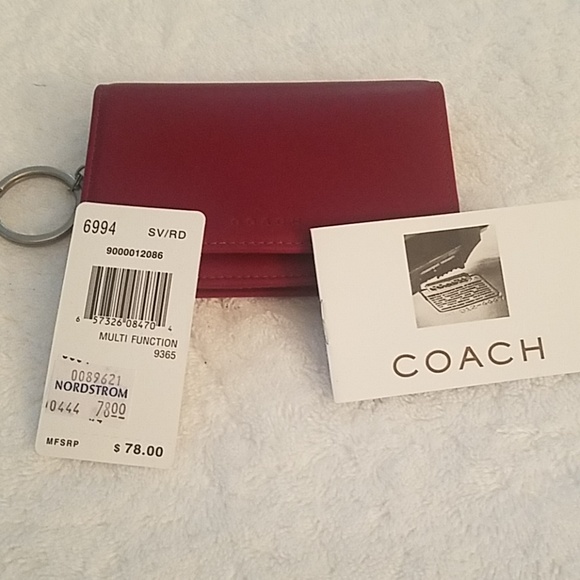 COACH
6994 SV/RD
9000012086
6 57326 08470 4
MULTI FUNCTION
9365
0089621
NORDSTROM
0444 7800
MFSRP $ 78.00
COACH